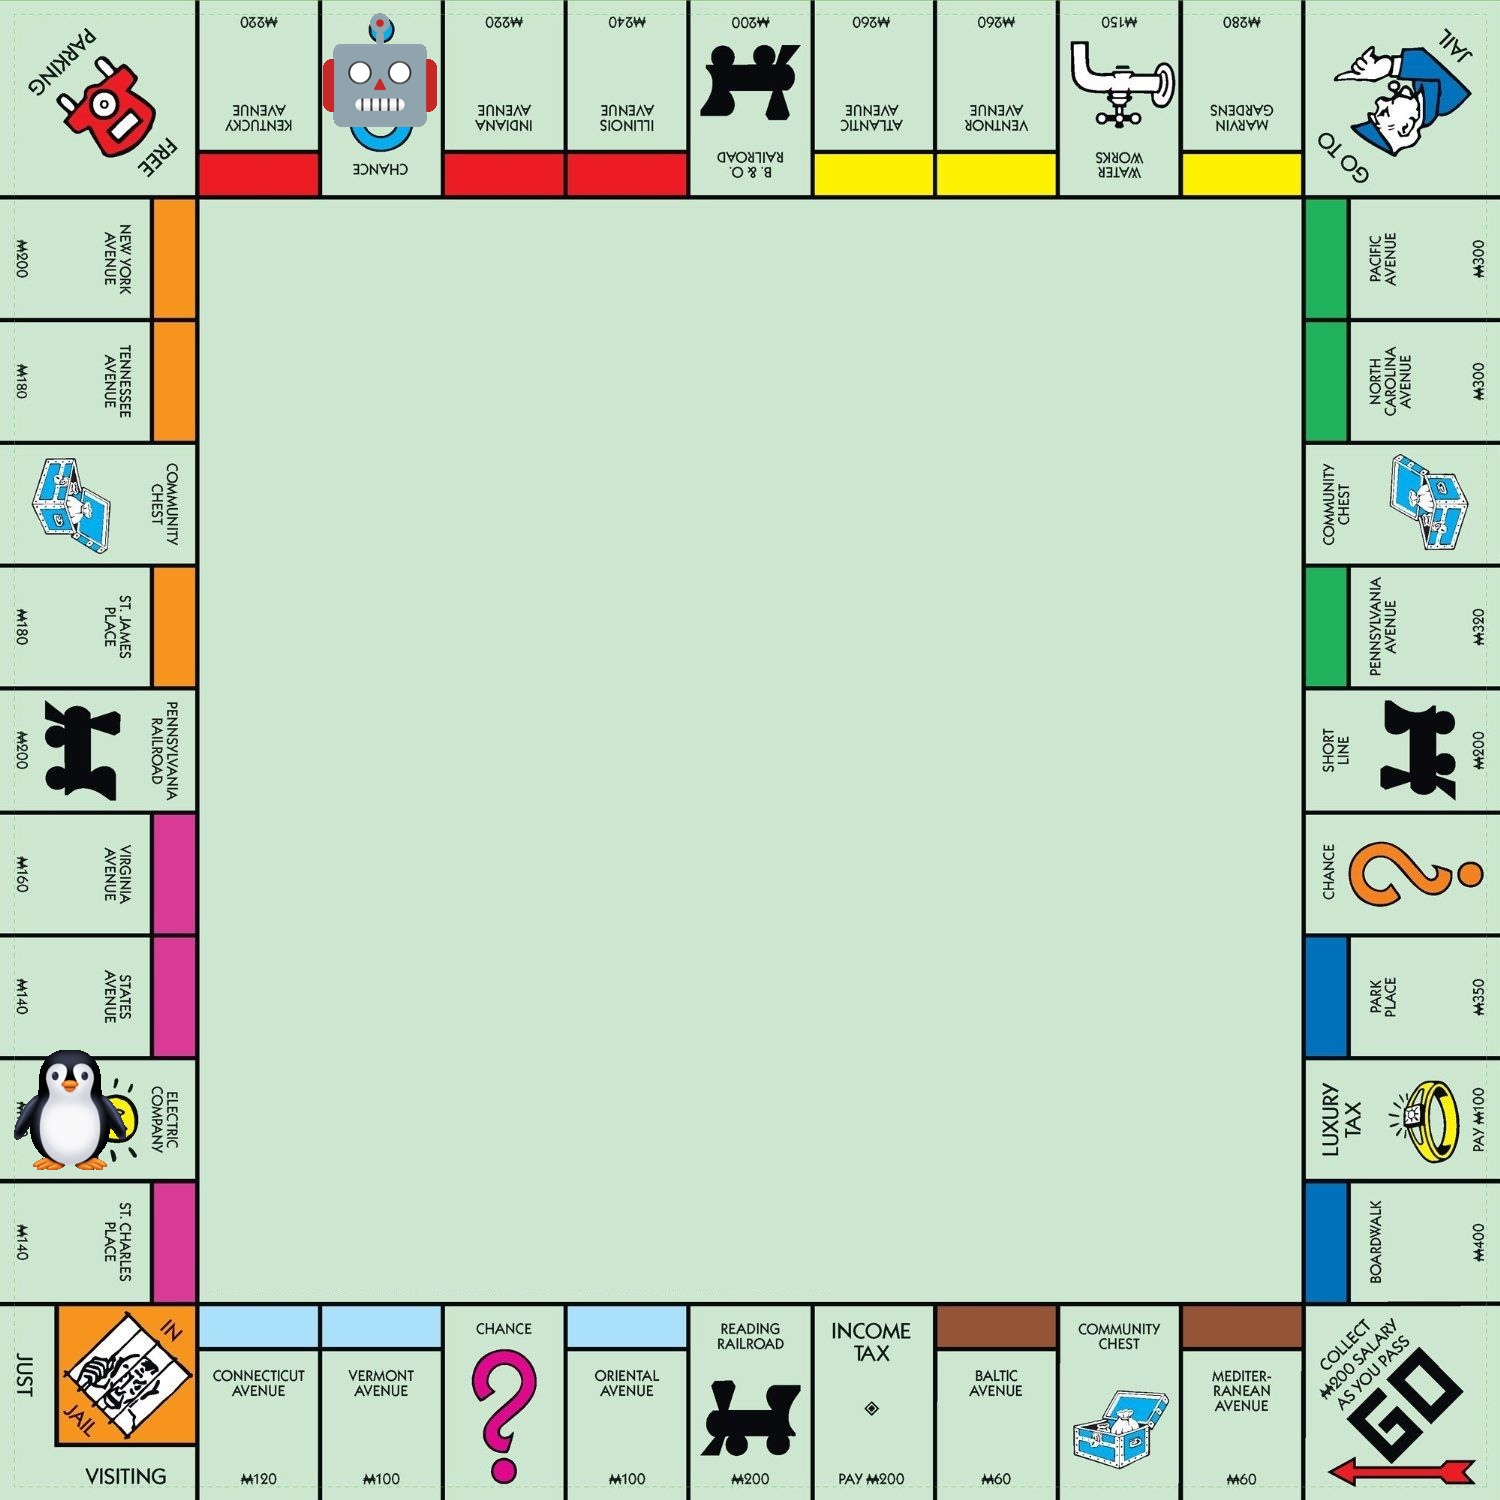 FREE
PARKING
₩220
KENTUCKY
AVENUE
CHANCE
₩220
INDIANA
AVENUE
₩240
ILLINOIS
AVENUE
₩200
B. & O.
RAILROAD
₩260
ATLANTIC
AVENUE
₩260
VENTNOR
AVENUE
₩150
WATER
WORKS
₩280
MARVIN
GARDENS
GO TO
JAIL
NEW YORK
AVENUE
₩200
TENNESSEE
AVENUE
₩180
COMMUNITY
CHEST
ST. JAMES
PLACE
₩180
PENNSYLVANIA
RAILROAD
₩200
VIRGINIA
AVENUE
₩160
STATES
AVENUE
₩140
ELECTRIC
COMPANY
ST. CHARLES
PLACE
₩140
PACIFIC
AVENUE
₩300
NORTH
CAROLINA
AVENUE
₩300
COMMUNITY
CHEST
PENNSYLVANIA
AVENUE
₩320
SHORT
LINE
₩200
CHANCE
PARK
PLACE
₩350
LUXURY
TAX
PAY ₩100
BOARDWALK
₩400
JUST
VISITING
IN
JAIL
CONNECTICUT
AVENUE
₩120
VERMONT
AVENUE
₩100
CHANCE
ORIENTAL
AVENUE
₩100
READING
RAILROAD
₩200
INCOME
TAX
PAY ₩200
BALTIC
AVENUE
₩60
COMMUNITY
CHEST
MEDITER-
RANEAN
AVENUE
₩60
COLLECT
₩200 SALARY
AS YOU PASS
GO